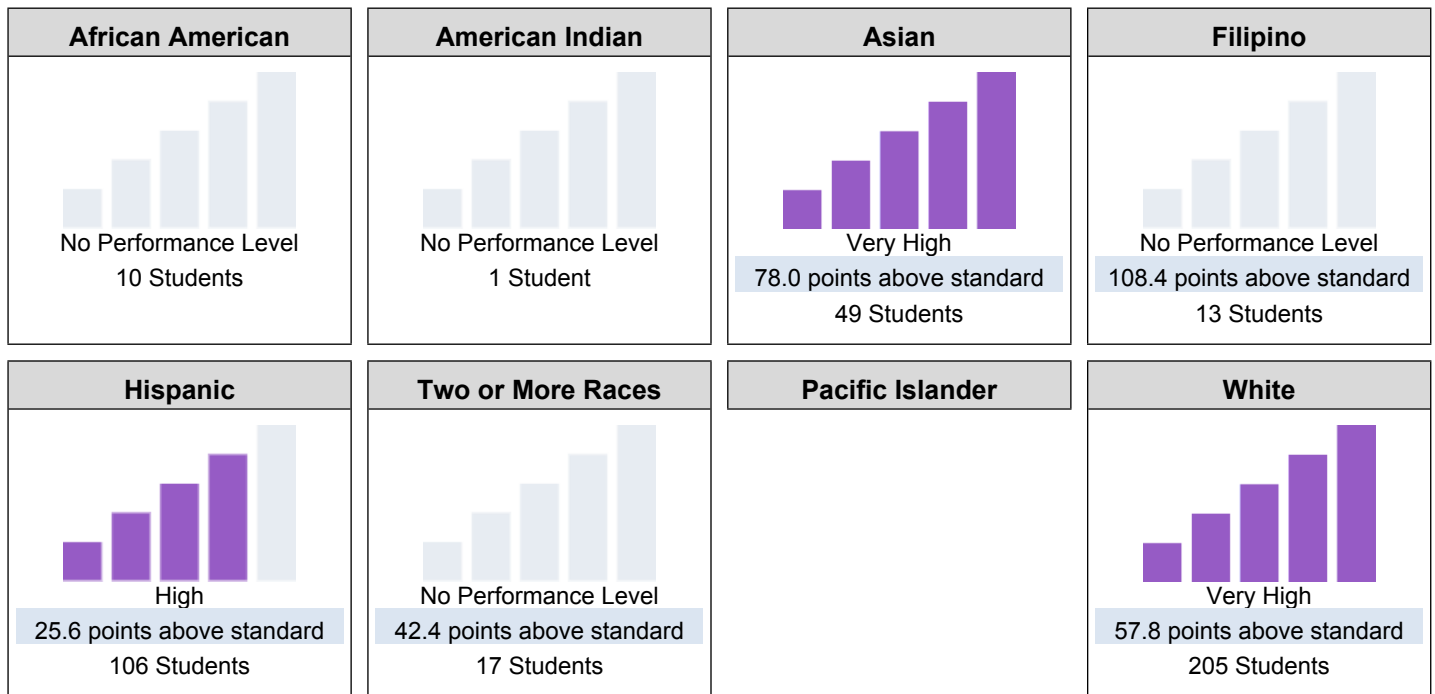 African American
No Performance Level
10 Students
American Indian
No Performance Level
1 Student
Asian
Very High
78.0 points above standard
49 Students
Filipino
No Performance Level
108.4 points above standard
13 Students
Hispanic
High
25.6 points above standard
106 Students
Two or More Races
No Performance Level
42.4 points above standard
17 Students
Pacific Islander
White
Very High
57.8 points above standard
205 Students